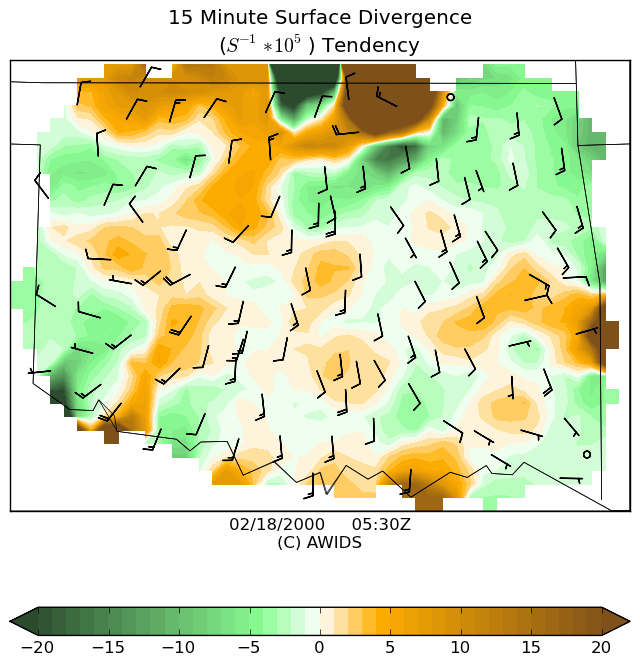 15 Minute Surface Divergence
(S⁻¹ *10⁵ ) Tendency
02/18/2000 05:30Z
(C) AWIDS
−20 −15 −10 −5 0 5 10 15 20